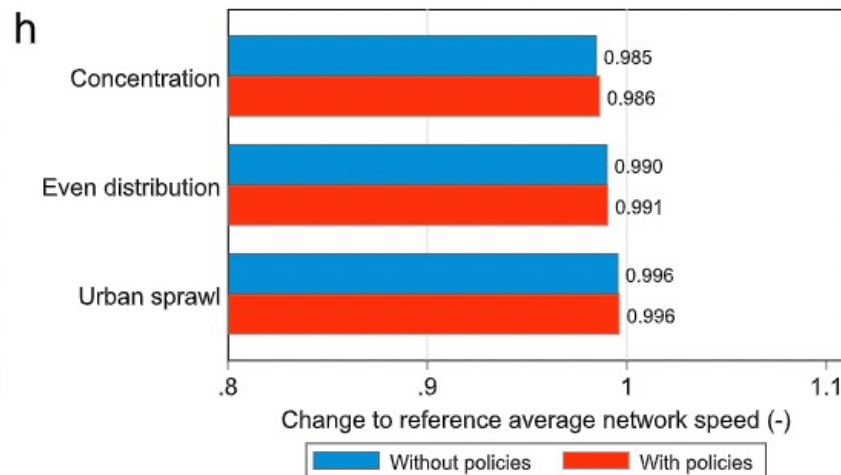 h
Concentration
0.985
0.986
Even distribution
0.990
0.991
Urban sprawl
0.996
0.996
.8 .9 1 1.1
Change to reference average network speed (-)
Without policies With policies